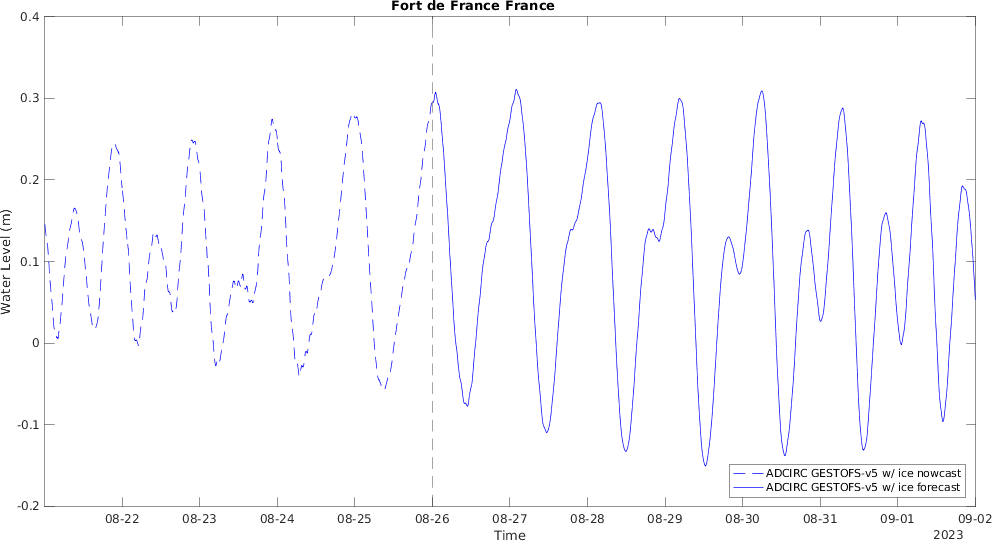 Fort de France France
0.4
0.3
0.2
0.1
0
-0.1
-0.2
Water Level (m)
ADCIRC GESTOFS-v5 w/ ice nowcast
ADCIRC GESTOFS-v5 w/ ice forecast
08-22 08-23 08-24 08-25 08-26 08-27 08-28 08-29 08-30 08-31 09-01 09-02
Time
2023